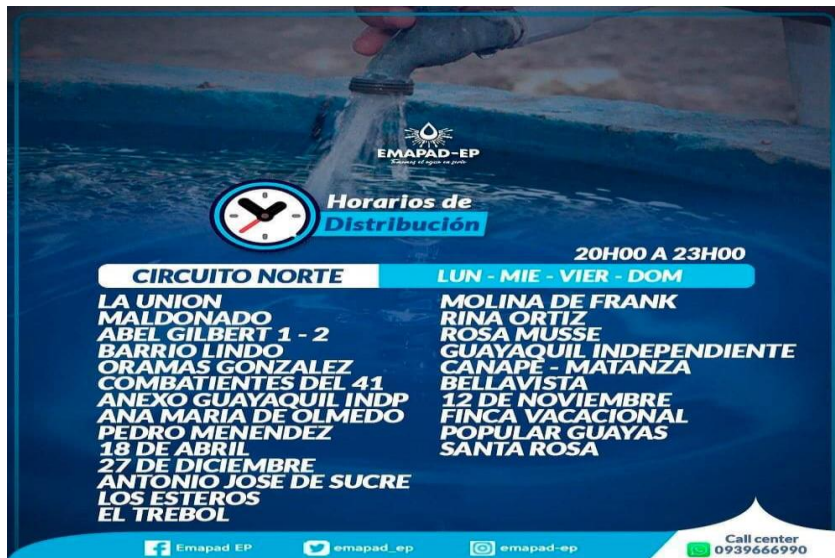 EMAPAD-EP
Horarios de
Distribución
20H00 A 23H00
CIRCUITO NORTE
LUN - MIE - VIER - DOM
LA UNION
MALDONADO
ABEL GILBERT 1 - 2
BARRIO LINDO
ORAMAS GONZALEZ
COMBATIENTES DEL 41
ANEXO GUAYAQUIL INDP
ANA MARIA DE OLMEDO
PEDRO MENENDEZ
18 DE ABRIL
27 DE DICIEMBRE
ANTONIO JOSE DE SUCRE
LOS ESTEROS
EL TREBOL
MOLINA DE FRANK
RINA ORTIZ
ROSA MUSSE
GUAYAQUIL INDEPENDIENTE
CANAPE - MATANZA
BELLAVISTA
12 DE NOVIEMBRE
FINCA VACACIONAL
POPULAR GUAYAS
SANTA ROSA
Emapad EP
emapad_ep
emapad-ep
Call center
0939666990